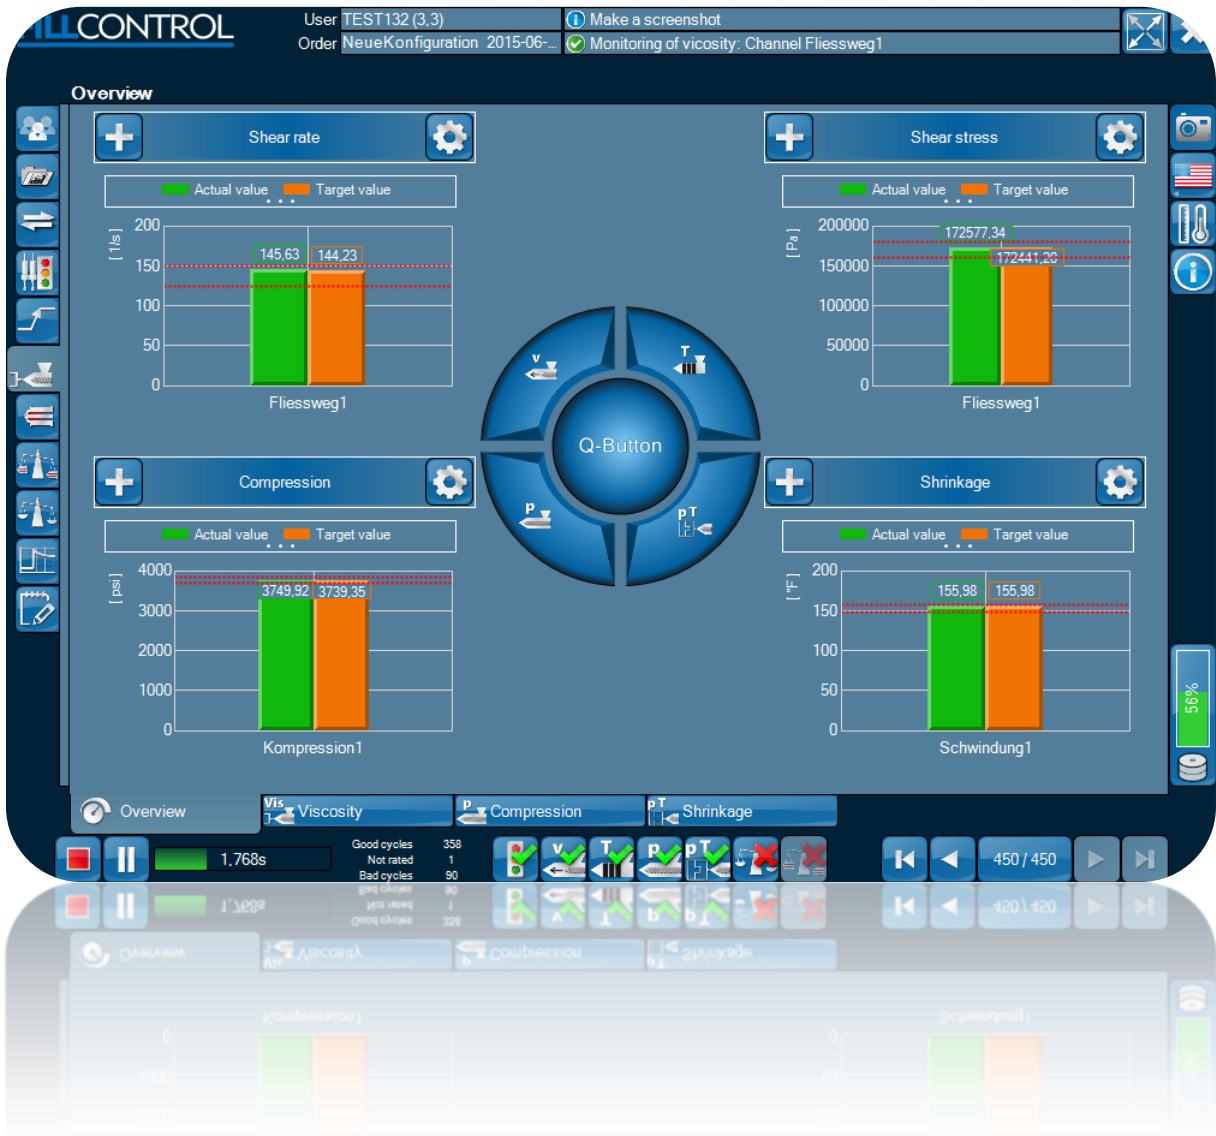 CONTROL
User TEST132 (3,3) Make a screenshot
Order NeueKonfiguration 2015-06-... Monitoring of vicosity: Channel Fliessweg1
Overview
Shear rate
Actual value Target value
[1/s]
200
150
100
50
0
145,63 144,23
Fliessweg1
Shear stress
Actual value Target value
[Pa]
200000
150000
100000
50000
0
172577,34
172441,20
Fliessweg1
v
T
Q-Button
p
pT
Compression
Actual value Target value
[psi]
4000
3000
2000
1000
0
3749,92 3739,35
Kompression1
Shrinkage
Actual value Target value
[°F]
200
150
100
50
0
155,98 155,98
Schwindung1
56%
Overview
Vis Viscosity
p Compression
pT Shrinkage
1,768s
Good cycles 358
Not rated 1
Bad cycles 90
v T p pT
450 / 450